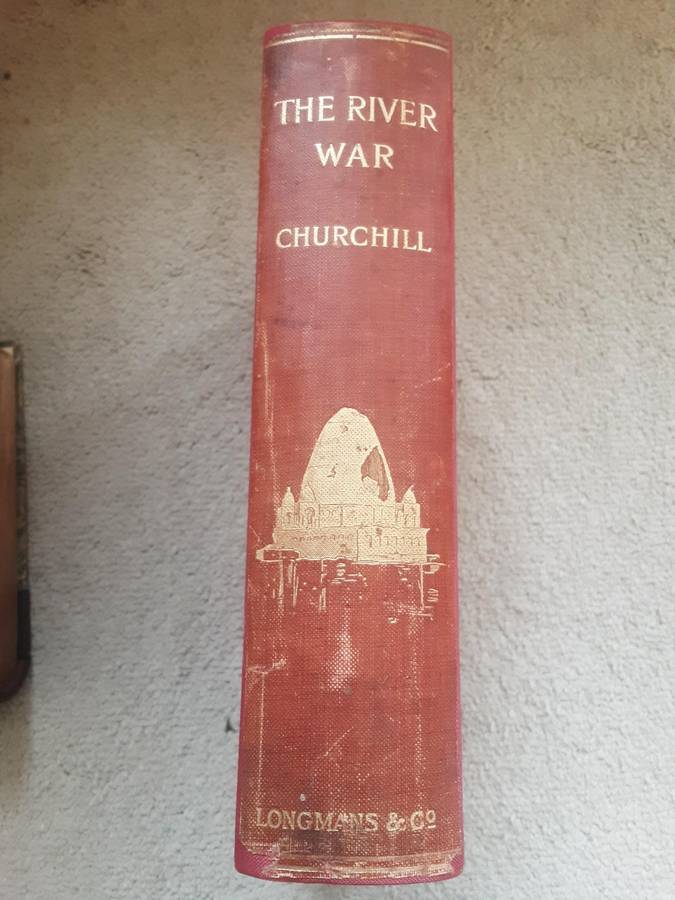 THE RIVER
WAR
CHURCHILL
LONGMANS & Cº